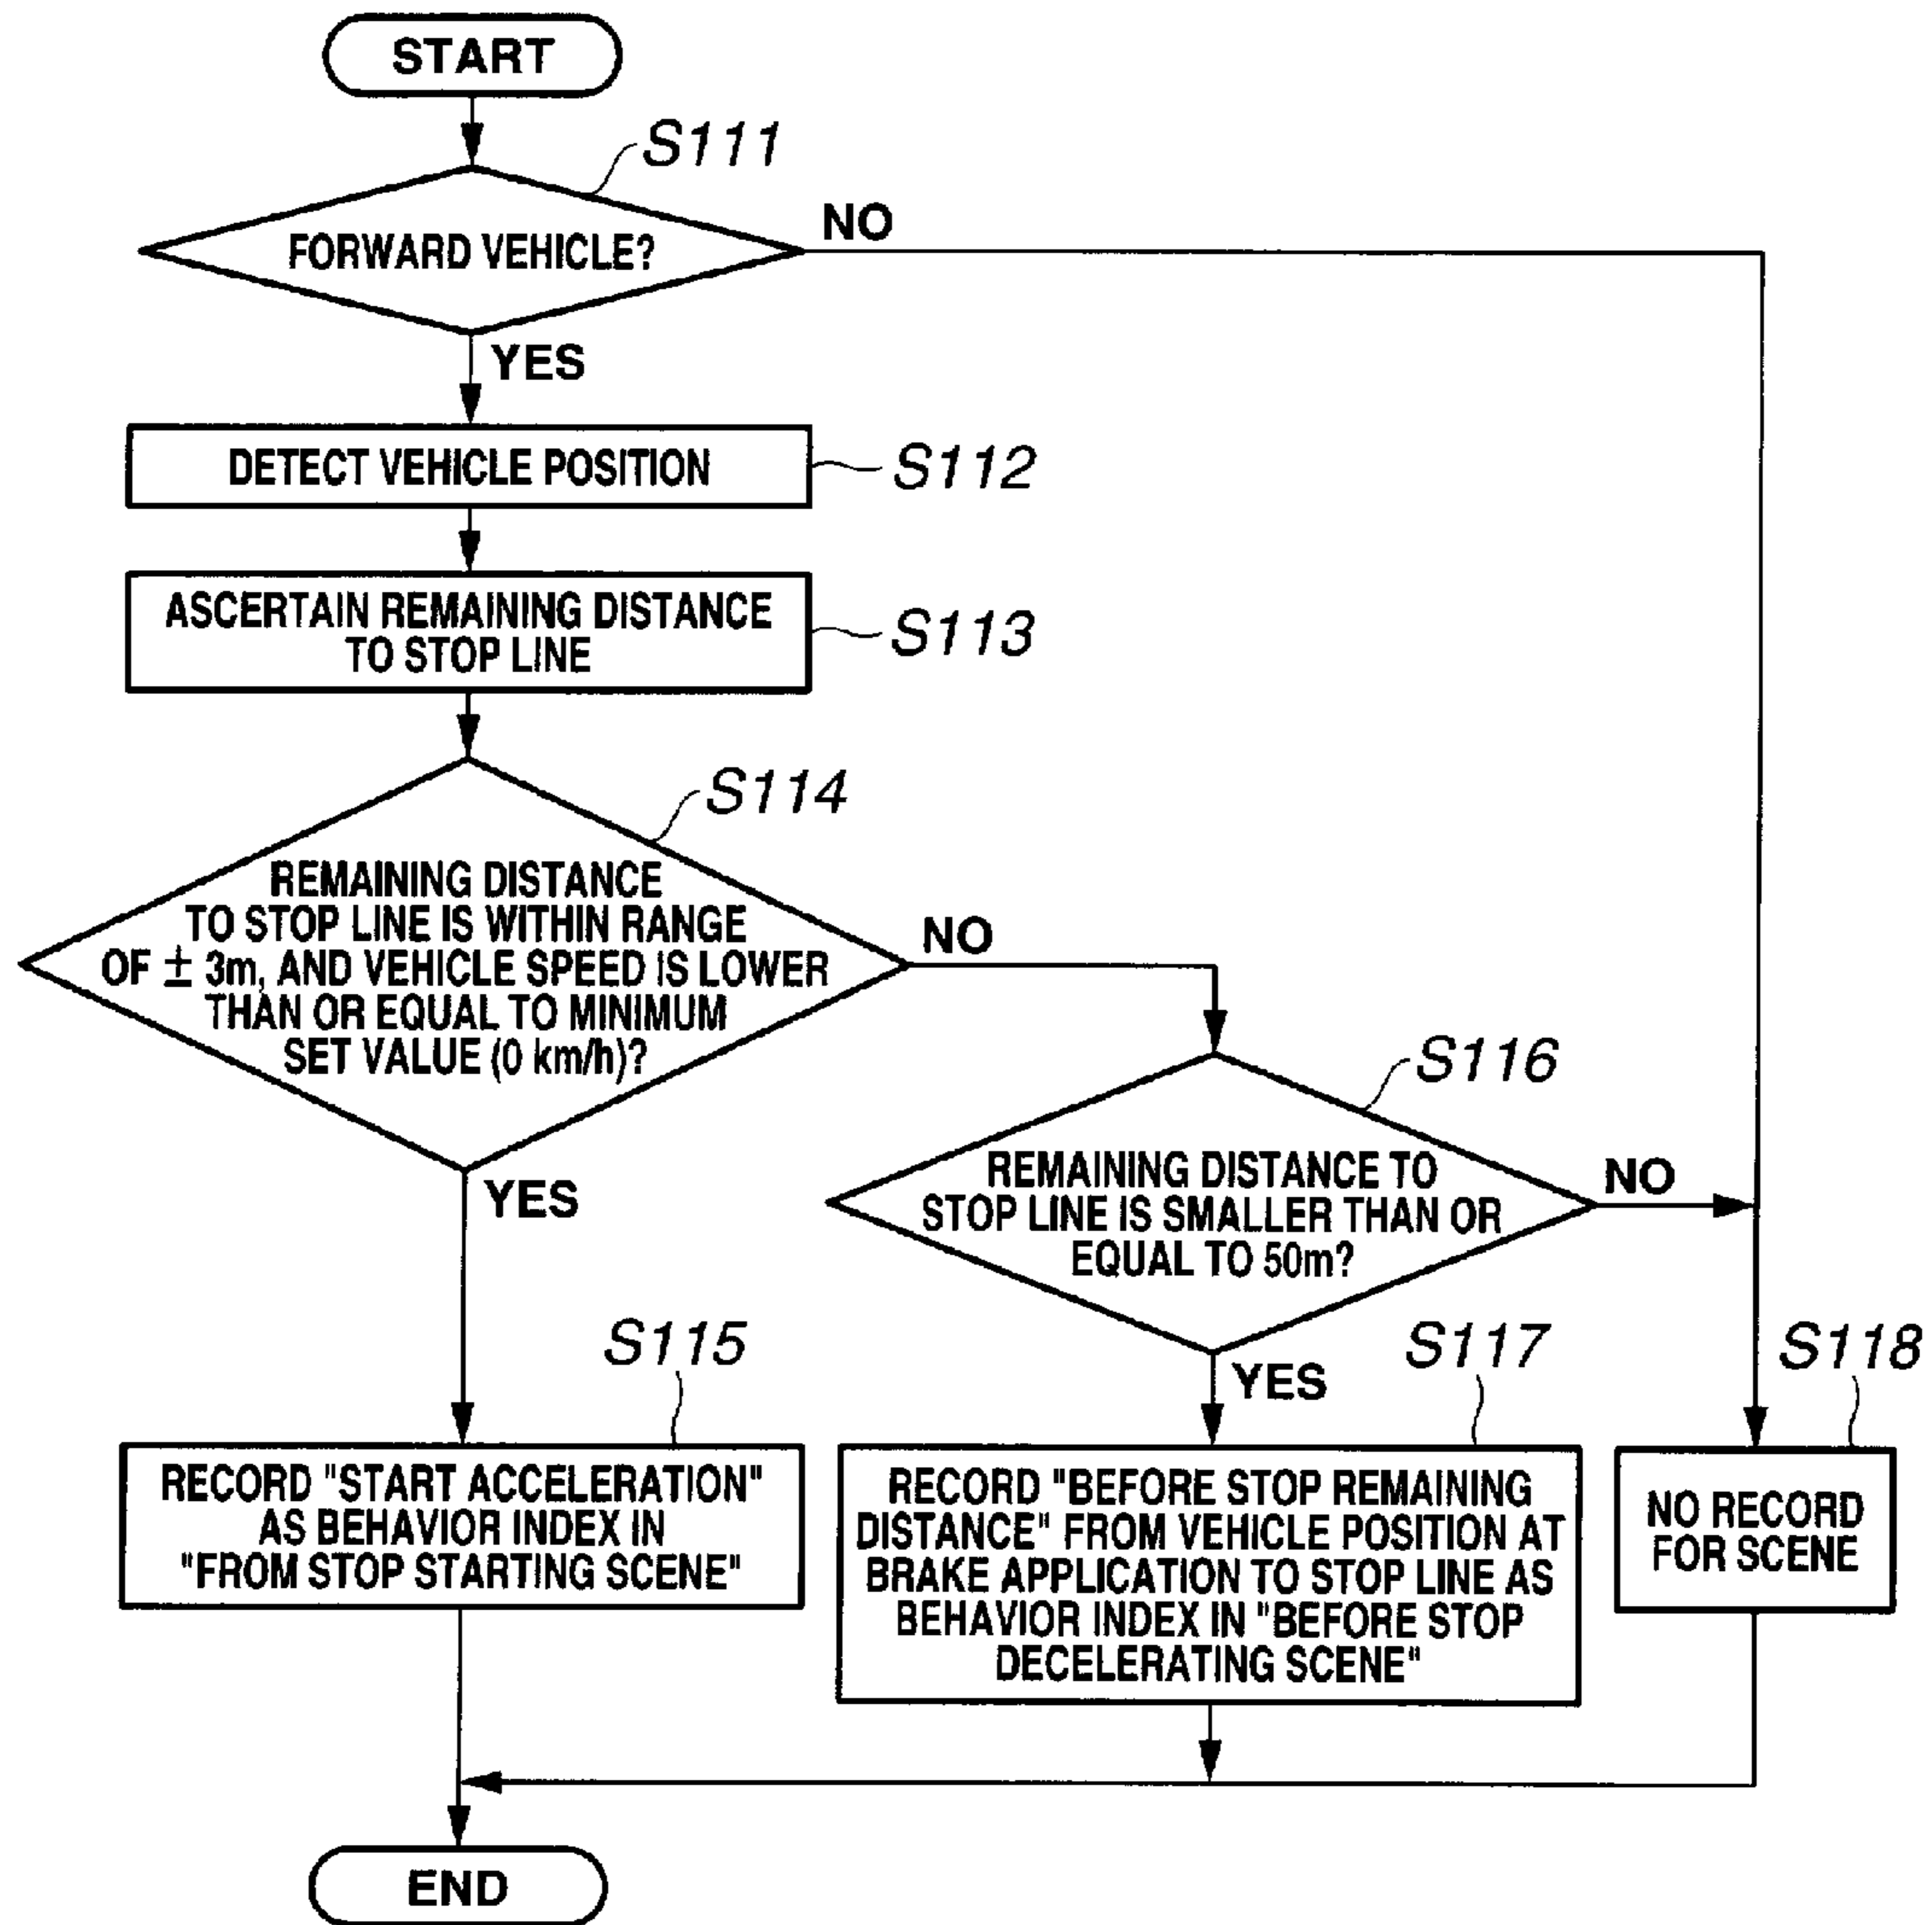 START
S111
FORWARD VEHICLE?
NO
YES
DETECT VEHICLE POSITION
S112
ASCERTAIN REMAINING DISTANCE
TO STOP LINE
S113
S114
REMAINING DISTANCE
TO STOP LINE IS WITHIN RANGE
OF ± 3m, AND VEHICLE SPEED IS LOWER
THAN OR EQUAL TO MINIMUM
SET VALUE (0 km/h)?
NO
YES
S116
REMAINING DISTANCE TO
STOP LINE IS SMALLER THAN OR
EQUAL TO 50m?
NO
YES
S115
RECORD "START ACCELERATION"
AS BEHAVIOR INDEX IN
"FROM STOP STARTING SCENE"
S117
RECORD "BEFORE STOP REMAINING
DISTANCE" FROM VEHICLE POSITION AT
BRAKE APPLICATION TO STOP LINE AS
BEHAVIOR INDEX IN "BEFORE STOP
DECELERATING SCENE"
S118
NO RECORD
FOR SCENE
END